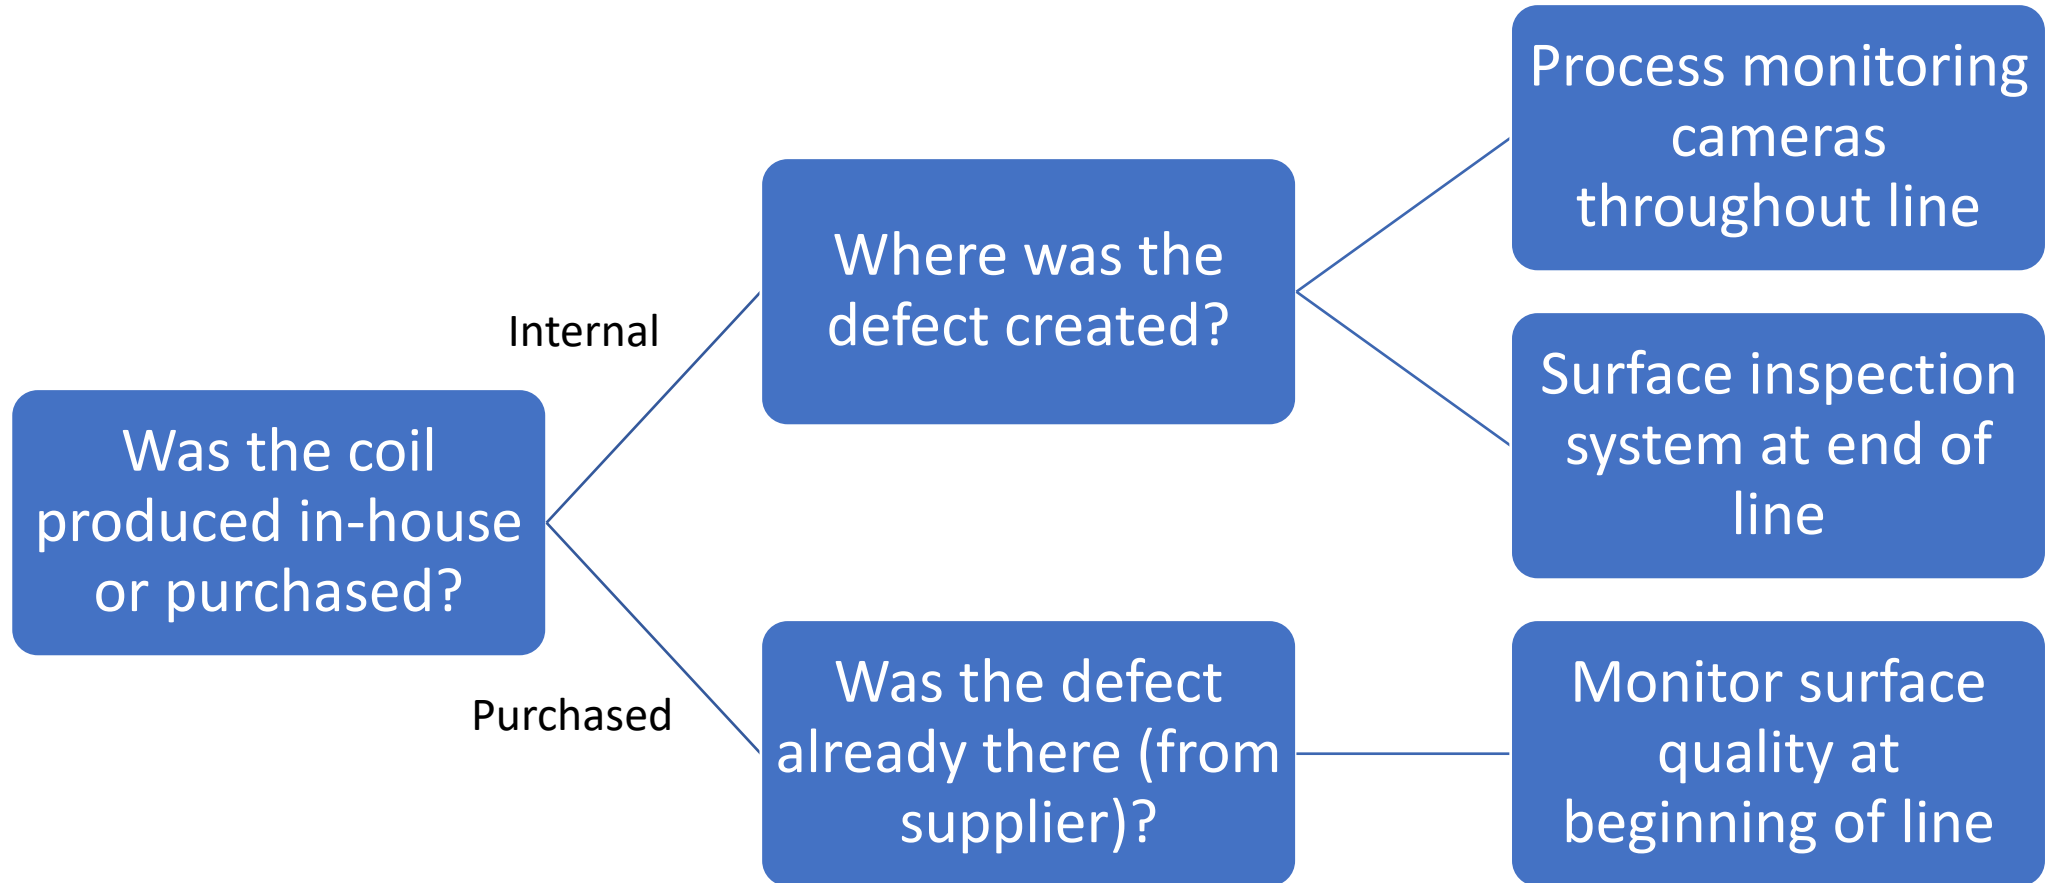 Was the coil
produced in-house
or purchased?
Internal
Purchased
Where was the
defect created?
Was the defect
already there (from
supplier)?
Process monitoring
cameras
throughout line
Surface inspection
system at end of
line
Monitor surface
quality at
beginning of line